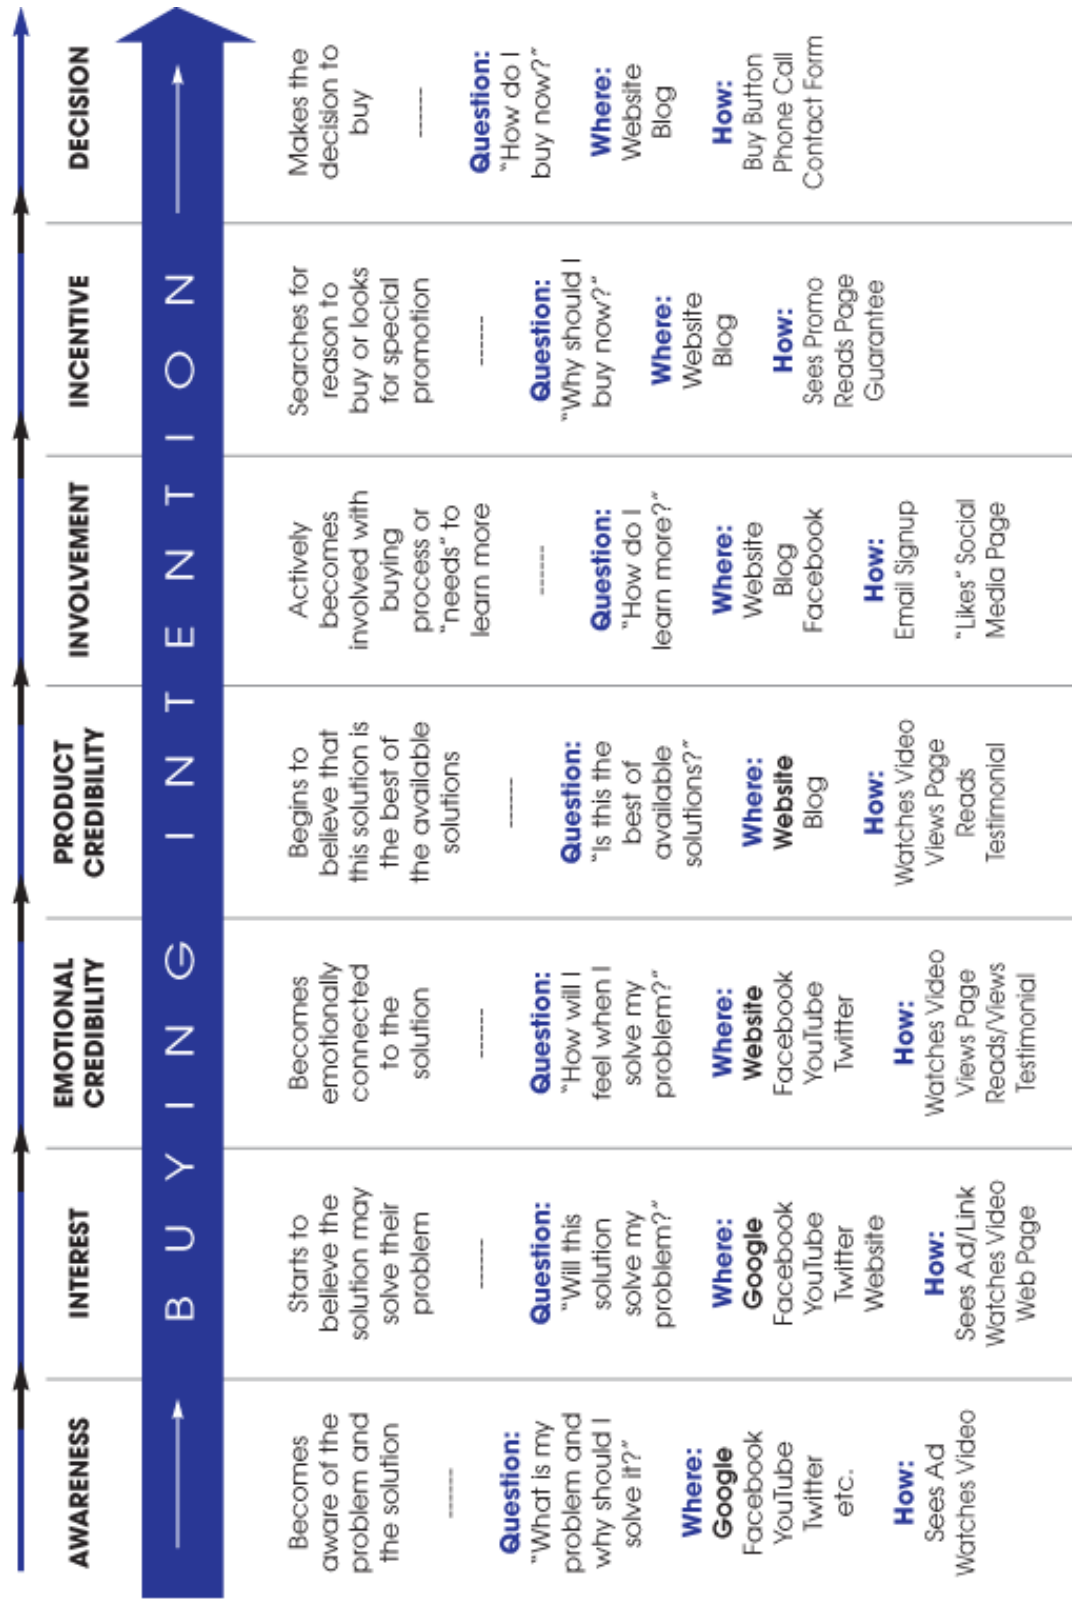 AWARENESS
INTEREST
EMOTIONAL
CREDIBILITY
PRODUCT
CREDIBILITY
INVOLVEMENT
INCENTIVE
DECISION
BUYING INTENTION
Becomes
aware of the
problem and
the solution
------
Question:
"What is my
problem and
why should I
solve it?"
Where:
Google
Facebook
YouTube
Twitter
etc.
How:
Sees Ad
Watches Video
Starts to
believe the
solution may
solve their
problem
------
Question:
"Will this
solution
solve my
problem?"
Where:
Google
Facebook
YouTube
Twitter
Website
How:
Sees Ad/Link
Watches Video
Web Page
Becomes
emotionally
connected
to the
solution
------
Question:
"How will I
feel when I
solve my
problem?"
Where:
Website
Facebook
YouTube
Twitter
How:
Watches Video
Views Page
Reads/Views
Testimonial
Begins to
believe that
this solution is
the best of
the available
solutions
------
Question:
"Is this the
best of
available
solutions?"
Where:
Website
Blog
How:
Watches Video
Views Page
Reads
Testimonial
Actively
becomes
involved with
buying
process or
"needs" to
learn more
------
Question:
"How do I
learn more?"
Where:
Website
Blog
Facebook
How:
Email Signup
"Likes" Social
Media Page
Searches for
reason to
buy or looks
for special
promotion
------
Question:
"Why should I
buy now?"
Where:
Website
Blog
How:
Sees Promo
Reads Page
Guarantee
Makes the
decision to
buy
------
Question:
"How do I
buy now?"
Where:
Website
Blog
How:
Buy Button
Phone Call
Contact Form